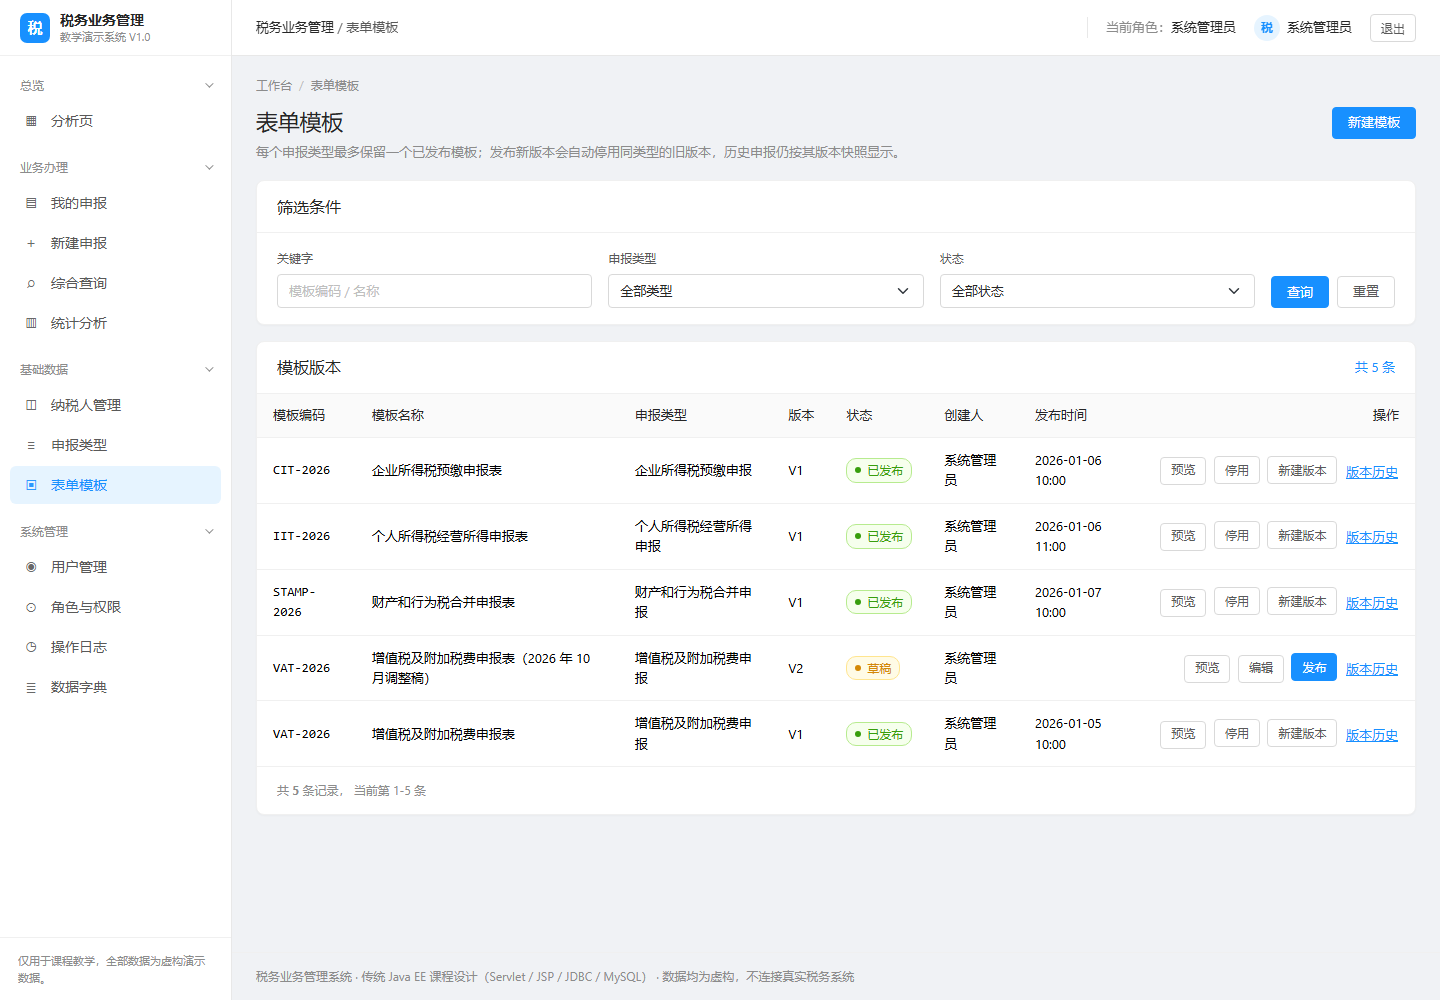 税
税务业务管理
教学演示系统 V1.0
税务业务管理 / 表单模板
当前角色：系统管理员
税 系统管理员
退出
总览
分析页
业务办理
我的申报
新建申报
综合查询
统计分析
基础数据
纳税人管理
申报类型
表单模板
系统管理
用户管理
角色与权限
操作日志
数据字典
仅用于课程教学，全部数据为虚构演示
数据。
工作台 / 表单模板
表单模板
新建模板
每个申报类型最多保留一个已发布模板；发布新版本会自动停用同类型的旧版本，历史申报仍按其版本快照显示。
筛选条件
关键字 申报类型 状态
模板编码 / 名称 全部类型 全部状态 查询 重置
模板版本 共 5 条
模板编码 模板名称 申报类型 版本 状态 创建人 发布时间 操作
CIT-2026 企业所得税预缴申报表 企业所得税预缴申报 V1 已发布 系统管理
员 2026-01-06
10:00 预览 停用 新建版本 版本历史
IIT-2026 个人所得税经营所得申报表 个人所得税经营所得
申报 V1 已发布 系统管理
员 2026-01-06
11:00 预览 停用 新建版本 版本历史
STAMP-
2026 财产和行为税合并申报表 财产和行为税合并申
报 V1 已发布 系统管理
员 2026-01-07
10:00 预览 停用 新建版本 版本历史
VAT-2026 增值税及附加税费申报表（2026 年 10
月调整稿） 增值税及附加税费申
报 V2 草稿 系统管理
员 预览 编辑 发布 版本历史
VAT-2026 增值税及附加税费申报表 增值税及附加税费申
报 V1 已发布 系统管理
员 2026-01-05
10:00 预览 停用 新建版本 版本历史
共 5 条记录， 当前第 1-5 条
税务业务管理系统 · 传统 Java EE 课程设计（Servlet / JSP / JDBC / MySQL） · 数据均为虚构，不连接真实税务系统